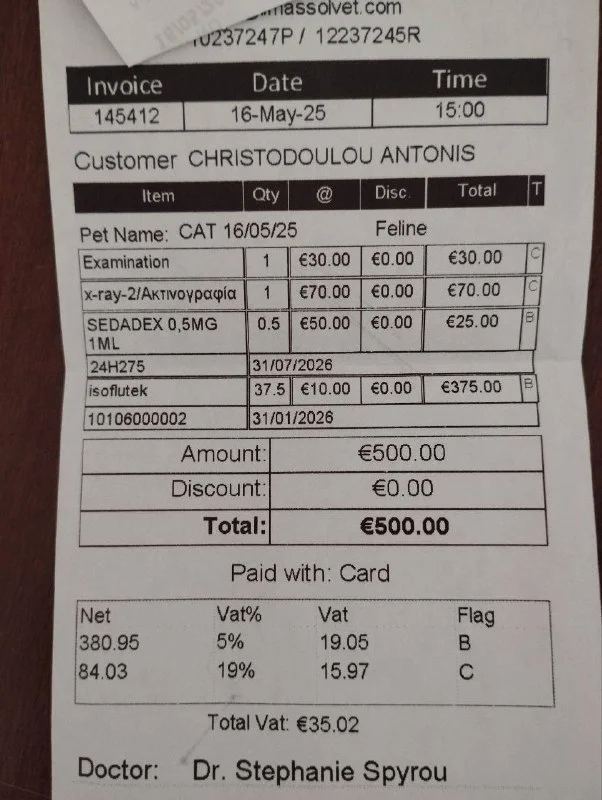 massolvet.com
10237247P / 12237245R
Invoice Date Time
145412 16-May-25 15:00
Customer CHRISTODOULOU ANTONIS
Item Qty @ Disc. Total T
Pet Name: CAT 16/05/25 Feline
Examination 1 €30.00 €0.00 €30.00 C
x-ray-2/Ακτινογραφία 1 €70.00 €0.00 €70.00 C
SEDADEX 0,5MG 0.5 €50.00 €0.00 €25.00 B
1ML
24H275 31/07/2026
isoflutek 37.5 €10.00 €0.00 €375.00 B
10106000002 31/01/2026
Amount: €500.00
Discount: €0.00
Total: €500.00
Paid with: Card
Net Vat% Vat Flag
380.95 5% 19.05 B
84.03 19% 15.97 C
Total Vat: €35.02
Doctor: Dr. Stephanie Spyrou